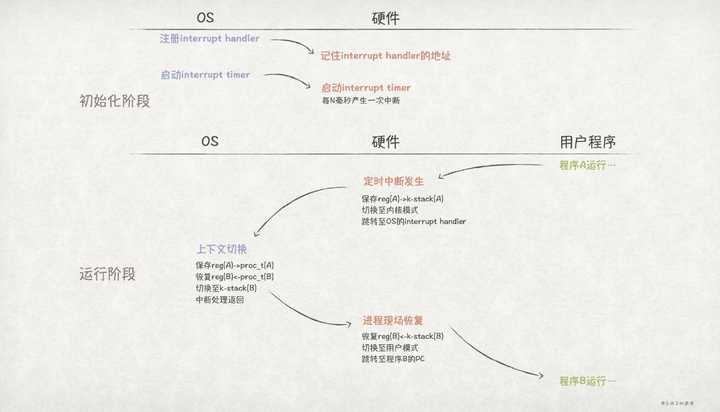 OS 硬件
注册interrupt handler
记住interrupt handler的地址
启动interrupt timer
启动interrupt timer
每N毫秒产生一次中断
初始化阶段
OS 硬件 用户程序
程序A运行…
定时中断发生
保存reg(A)->k-stack(A)
切换至内核模式
跳转至OS的interrupt handler
上下文切换
保存reg(A)->proc_t(A)
恢复reg(B)<-proc_t(B)
切换至k-stack(B)
中断处理返回
运行阶段
进程现场恢复
恢复reg(B)<-k-stack(B)
切换至用户模式
跳转至程序B的PC
程序B运行…